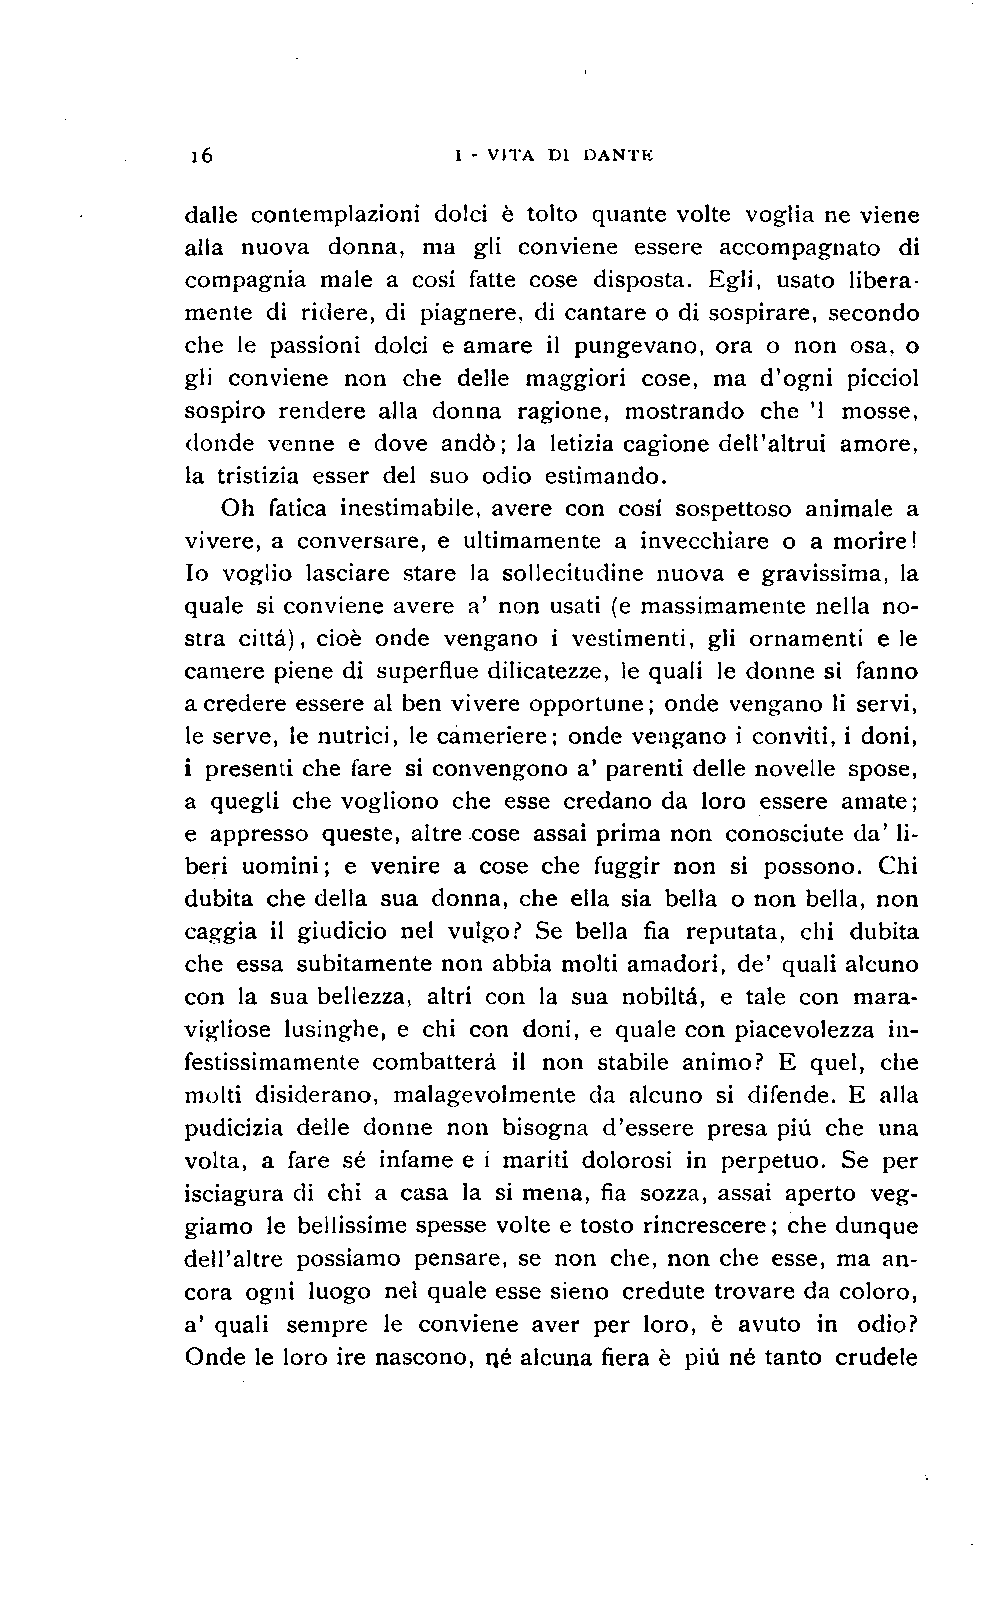 16 I - VITA DI DANTE
dalle contemplazioni dolci è tolto quante volte voglia ne viene
alla nuova donna, ma gli conviene essere accompagnato di
compagnia male a cosí fatte cose disposta. Egli, usato libera-
mente di ridere, di piagnere, di cantare o di sospirare, secondo
che le passioni dolci e amare il pungevano, ora o non osa, o
gli conviene non che delle maggiori cose, ma d'ogni picciol
sospiro rendere alla donna ragione, mostrando che 'l mosse,
donde venne e dove andò; la letizia cagione dell'altrui amore,
la tristizia esser del suo odio estimando.
Oh fatica inestimabile, avere con cosí sospettoso animale a
vivere, a conversare, e ultimamente a invecchiare o a morire!
Io voglio lasciare stare la sollecitudine nuova e gravissima, la
quale si conviene avere a' non usati (e massimamente nella no-
stra cittá), cioè onde vengano i vestimenti, gli ornamenti e le
camere piene di superflue dilicatezze, le quali le donne si fanno
a credere essere al ben vivere opportune; onde vengano li servi,
le serve, le nutrici, le cameriere; onde vengano i conviti, i doni,
i presenti che fare si convengono a' parenti delle novelle spose,
a quegli che vogliono che esse credano da loro essere amate;
e appresso queste, altre cose assai prima non conosciute da' li-
beri uomini; e venire a cose che fuggir non si possono. Chi
dubita che della sua donna, che ella sia bella o non bella, non
caggia il giudicio nel vulgo? Se bella fia reputata, chi dubita
che essa subitamente non abbia molti amadori, de' quali alcuno
con la sua bellezza, altri con la sua nobiltá, e tale con mara-
vigliose lusinghe, e chi con doni, e quale con piacevolezza in-
festissimamente combatterá il non stabile animo? E quel, che
molti disiderano, malagevolmente da alcuno si difende. E alla
pudicizia delle donne non bisogna d'essere presa piú che una
volta, a fare sé infame e i mariti dolorosi in perpetuo. Se per
isciagura di chi a casa la si mena, fia sozza, assai aperto veg-
giamo le bellissime spesse volte e tosto rincrescere; che dunque
dell'altre possiamo pensare, se non che, non che esse, ma an-
cora ogni luogo nel quale esse sieno credute trovare da coloro,
a' quali sempre le conviene aver per loro, è avuto in odio?
Onde le loro ire nascono, né alcuna fiera è piú né tanto crudele